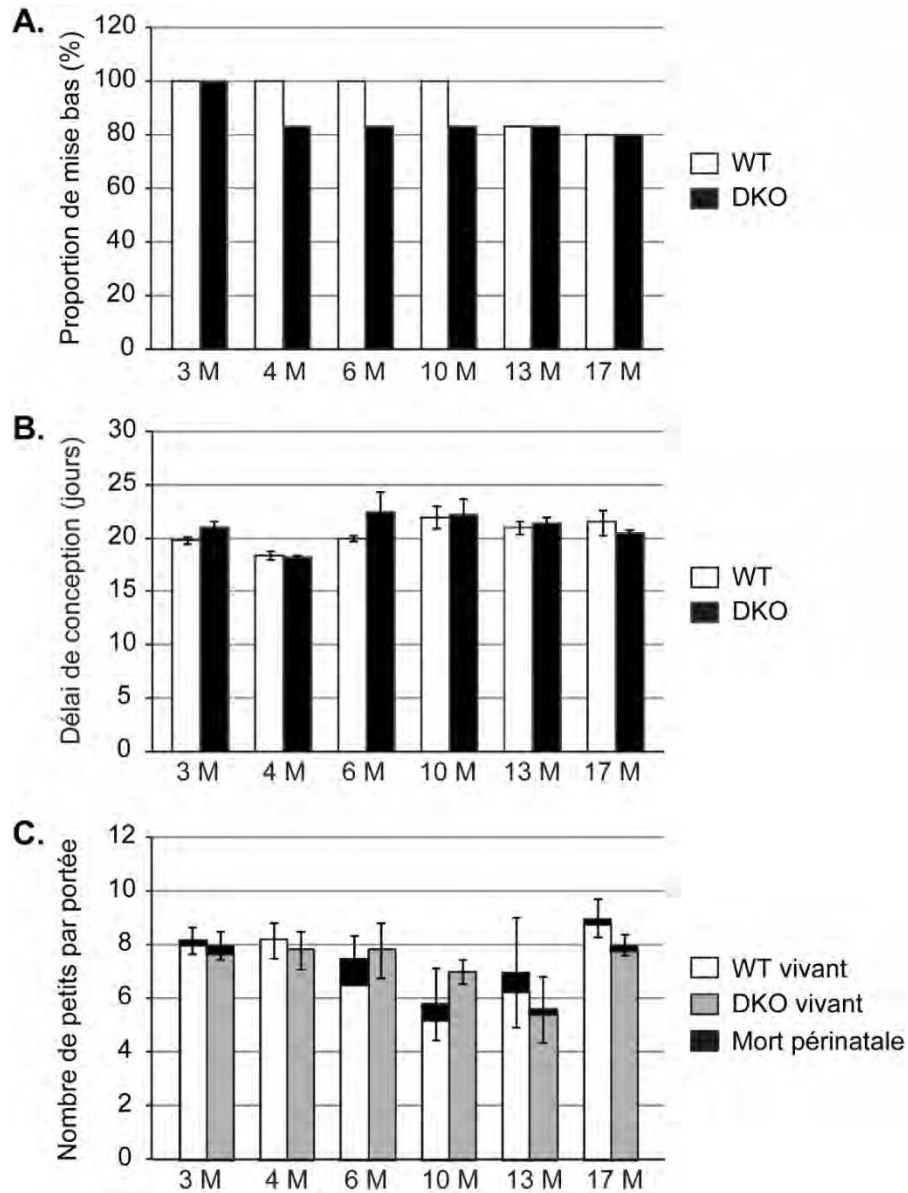 A.
Proportion de mise bas (%)
120
100
80
60
40
20
0
3 M 4 M 6 M 10 M 13 M 17 M
WT
DKO
B.
Délai de conception (jours)
30
25
20
15
10
5
0
3 M 4 M 6 M 10 M 13 M 17 M
WT
DKO
C.
Nombre de petits par portée
12
10
8
6
4
2
0
3 M 4 M 6 M 10 M 13 M 17 M
WT vivant
DKO vivant
Mort périnatale